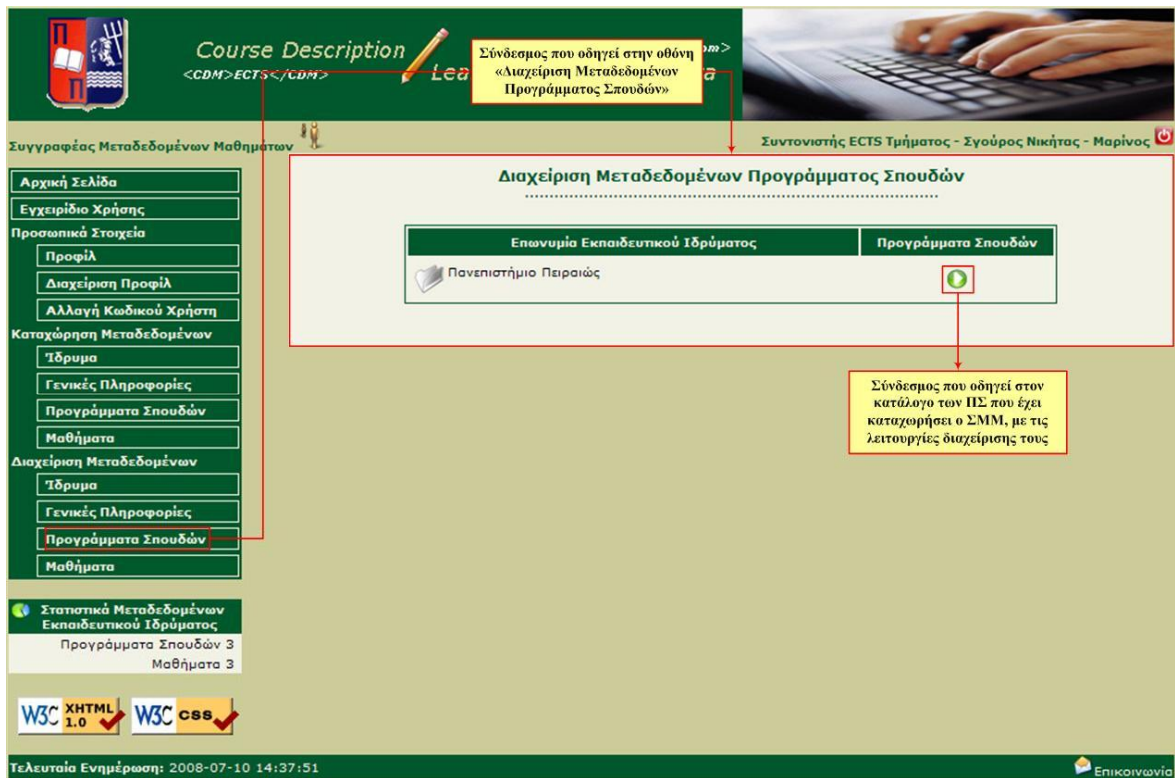 Course Description
<CDM>ECTS</CDM>
Σύνδεσμος που οδηγεί στην οθόνη
«Διαχείριση Μεταδεδομένων
Προγράμματος Σπουδών»
Συγγραφέας Μεταδεδομένων Μαθημάτων
Συντονιστής ECTS Τμήματος - Σγούρος Νικήτας - Μαρίνος
Αρχική Σελίδα
Εγχειρίδιο Χρήσης
Προσωπικά Στοιχεία
Προφίλ
Διαχείριση Προφίλ
Αλλαγή Κωδικού Χρήστη
Καταχώρηση Μεταδεδομένων
Ίδρυμα
Γενικές Πληροφορίες
Προγράμματα Σπουδών
Μαθήματα
Διαχείριση Μεταδεδομένων
Ίδρυμα
Γενικές Πληροφορίες
Προγράμματα Σπουδών
Μαθήματα
Στατιστικά Μεταδεδομένων
Εκπαιδευτικού Ιδρύματος
Προγράμματα Σπουδών 3
Μαθήματα 3
W3C XHTML 1.0
W3C css
Διαχείριση Μεταδεδομένων Προγράμματος Σπουδών
Επωνυμία Εκπαιδευτικού Ιδρύματος Προγράμματα Σπουδών
Πανεπιστήμιο Πειραιώς
Σύνδεσμος που οδηγεί στον
κατάλογο των ΠΣ που έχει
καταχωρήσει ο ΣΜΜ, με τις
λειτουργίες διαχείρισης τους
Τελευταία Ενημέρωση: 2008-07-10 14:37:51
Επικοινωνία